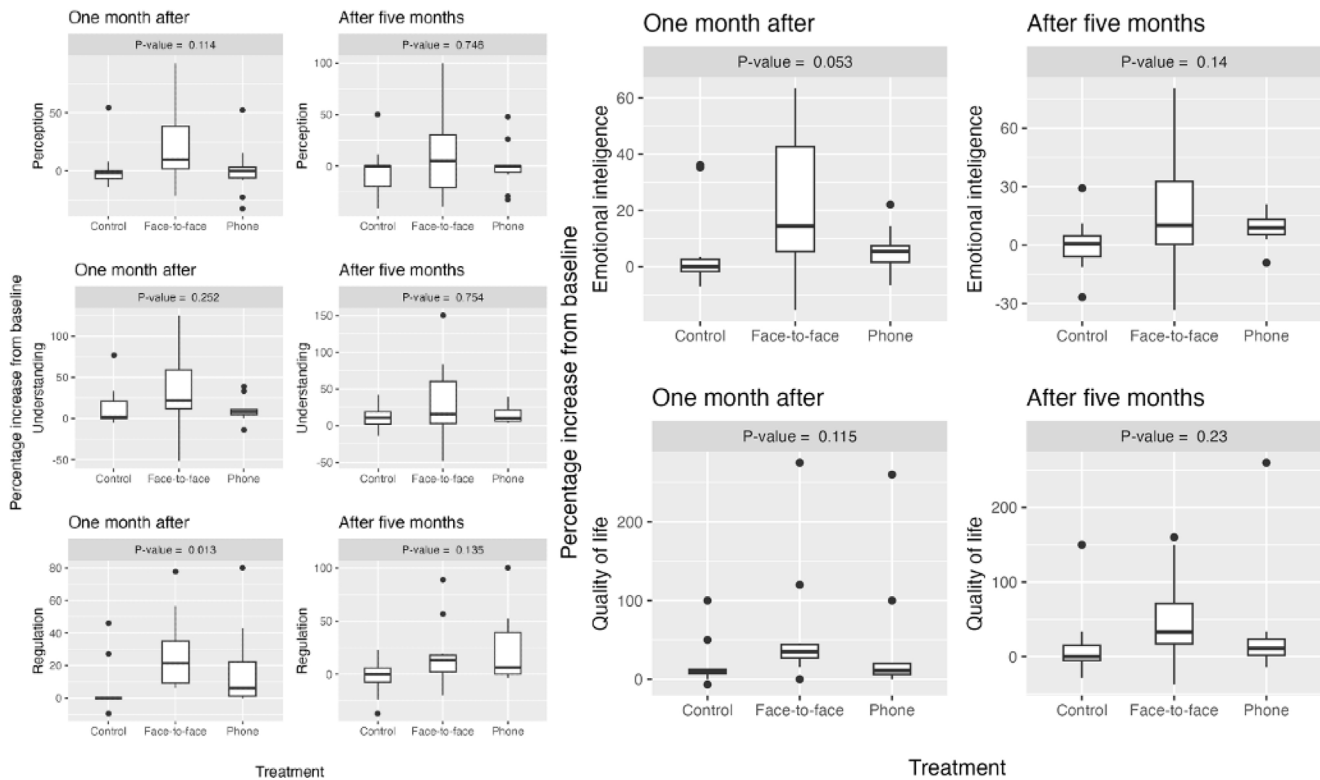 One month after
P-value = 0.114
50
0
Perception
Control Face-to-face Phone
After five months
P-value = 0.746
100
50
0
Perception
Control Face-to-face Phone
One month after
P-value = 0.252
100
50
0
-50
Understanding
Control Face-to-face Phone
After five months
P-value = 0.754
150
100
50
0
-50
Understanding
Control Face-to-face Phone
One month after
P-value = 0.013
80
60
40
20
0
Regulation
Control Face-to-face Phone
After five months
P-value = 0.135
100
50
0
Regulation
Control Face-to-face Phone
Percentage increase from baseline
Treatment
One month after
P-value = 0.053
60
40
20
0
Emotional inteligence
Control Face-to-face Phone
After five months
P-value = 0.14
60
30
0
-30
Emotional inteligence
Control Face-to-face Phone
One month after
P-value = 0.115
200
100
0
Quality of life
Control Face-to-face Phone
After five months
P-value = 0.23
200
100
0
Quality of life
Control Face-to-face Phone
Percentage increase from baseline
Treatment